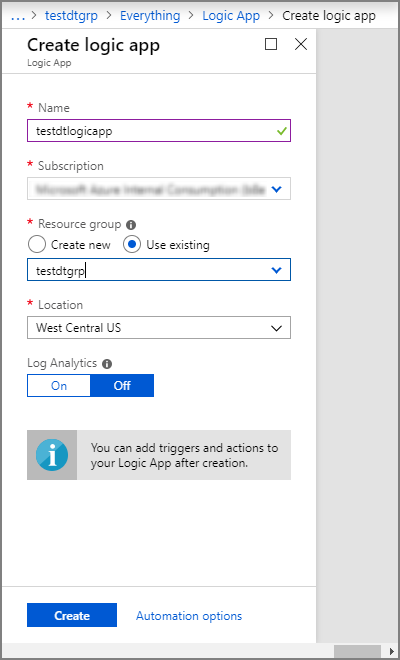 ... > testdtgrp > Everything > Logic App > Create logic app
Create logic app
Logic App
* Name
testdtlogicapp
* Subscription
* Resource group
Create new Use existing
testdtgrp
* Location
West Central US
Log Analytics
On Off
You can add triggers and actions to
your Logic App after creation.
Create Automation options